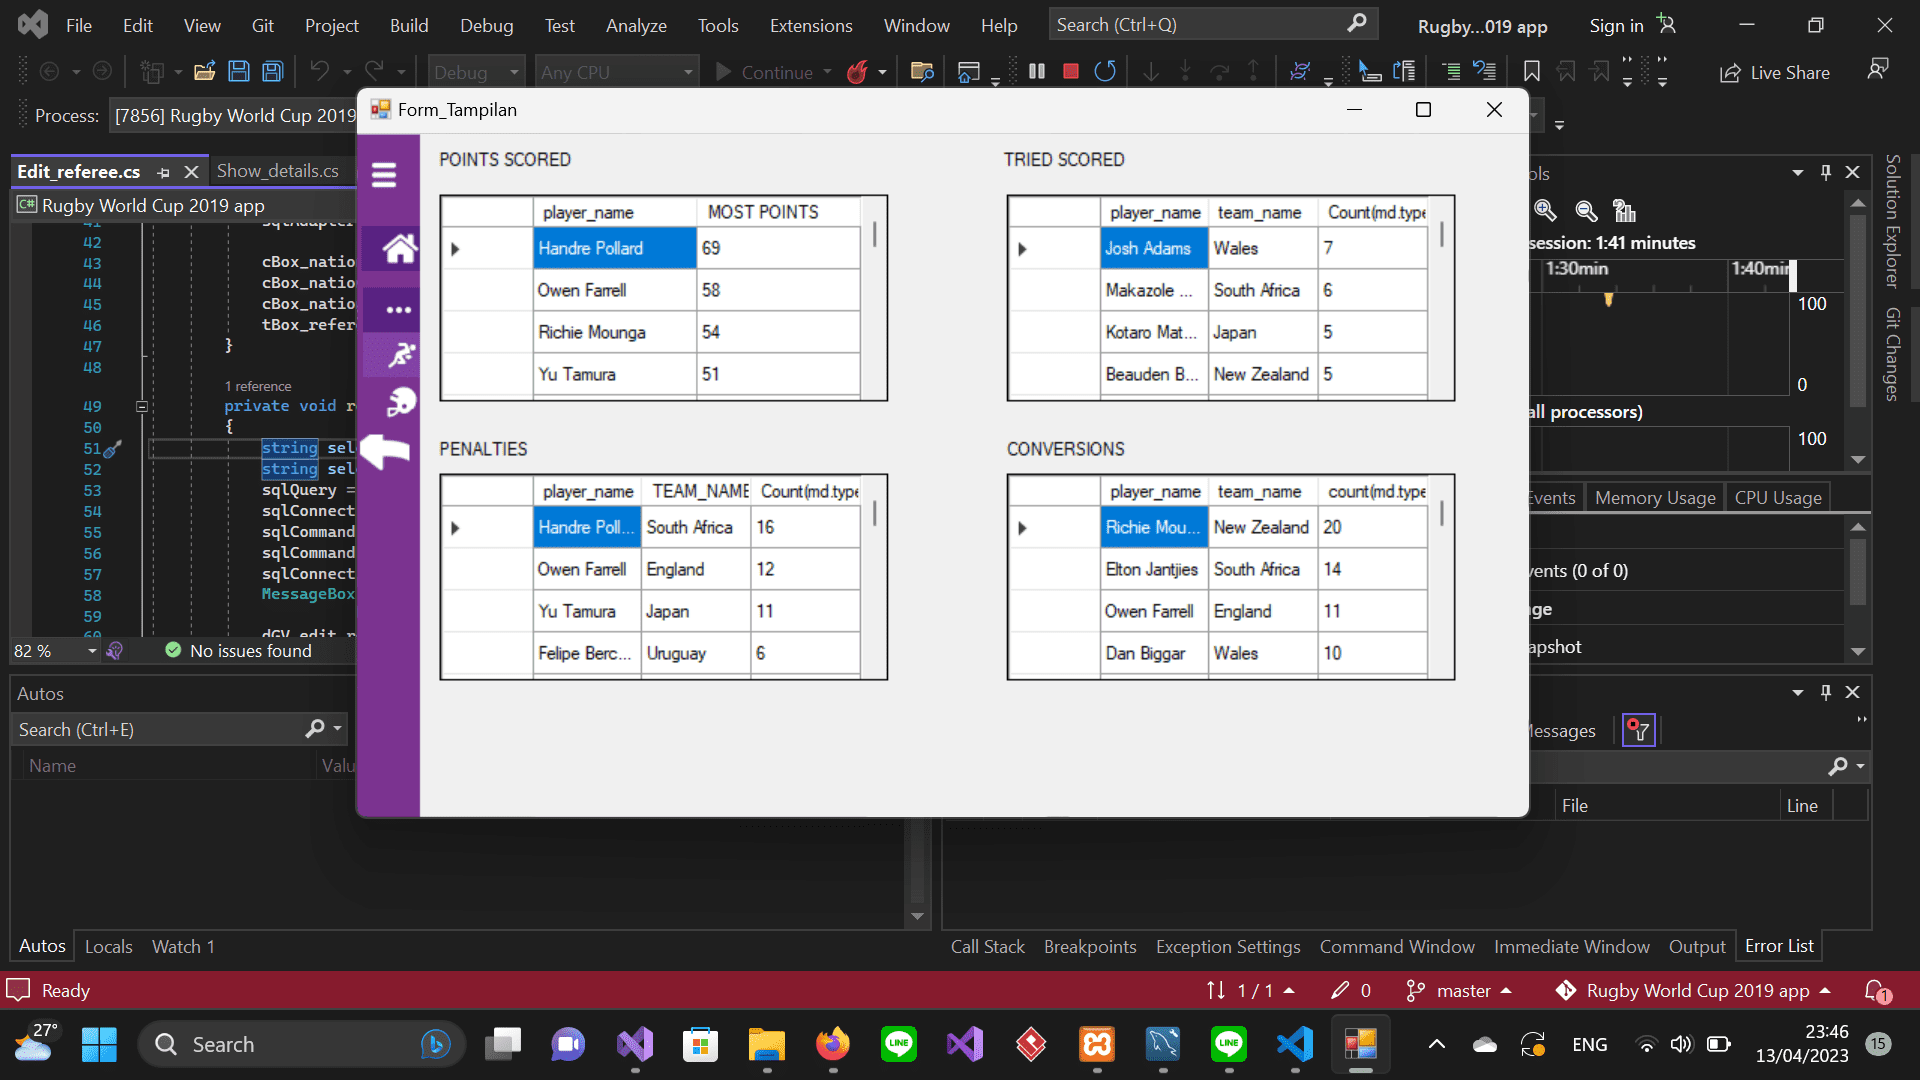 File Edit View Git Project Build Debug Test Analyze Tools Extensions Window Help Search (Ctrl+Q) Rugby...019 app Sign in
Debug Any CPU Continue Live Share
Process: [7856] Rugby World Cup 2019
Form_Tampilan
Edit_referee.cs Show_details.cs
Rugby World Cup 2019 app
42
43 cBox_natio
44 cBox_natio
45 cBox_natio
46 tBox_refer
47 }
48
1 reference
49 private void r
50 {
51 string sel
52 string sel
53 sqlQuery =
54 sqlConnect
55 sqlCommand
56 sqlCommand
57 sqlConnect
58 MessageBox
59
60 dGV_edit_r
82 % No issues found
POINTS SCORED
player_name MOST POINTS
Handre Pollard 69
Owen Farrell 58
Richie Mounga 54
Yu Tamura 51
TRIED SCORED
player_name team_name Count(md.type
Josh Adams Wales 7
Makazole ... South Africa 6
Kotaro Mat... Japan 5
Beauden B... New Zealand 5
PENALTIES
player_name TEAM_NAME Count(md.type
Handre Poll... South Africa 16
Owen Farrell England 12
Yu Tamura Japan 11
Felipe Berc... Uruguay 6
CONVERSIONS
player_name team_name count(md.type
Richie Mou... New Zealand 20
Elton Jantjies South Africa 14
Owen Farrell England 11
Dan Biggar Wales 10
ols
session: 1:41 minutes
1:30min 1:40min
100
0
all processors)
100
Events Memory Usage CPU Usage
vents (0 of 0)
ge
apshot
Solution Explorer
Git Changes
Autos
Search (Ctrl+E)
Name Valu
Messages
File Line
Autos Locals Watch 1
Call Stack Breakpoints Exception Settings Command Window Immediate Window Output Error List
Ready 1 / 1 0 master Rugby World Cup 2019 app 1
27° Search LINE LINE ENG 23:46
13/04/2023 15